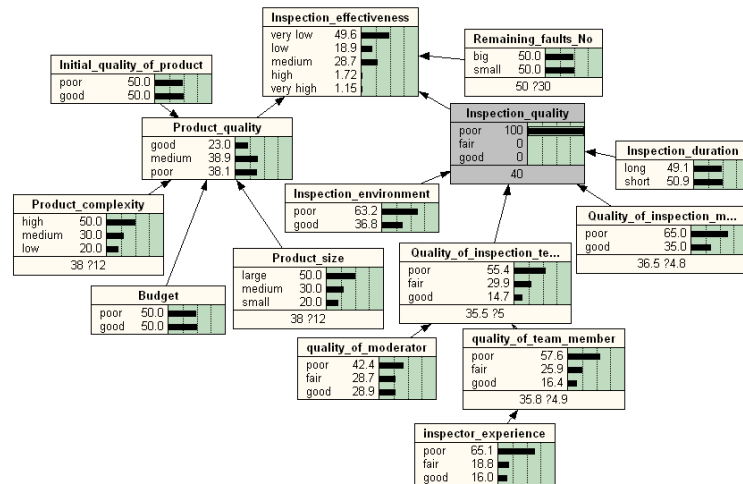 Inspection_effectiveness
very low 49.6
low 18.9
medium 28.7
high 1.72
very high 1.15
Remaining_faults_No
big 50.0
small 50.0
50 ?30
Initial_quality_of_product
poor 50.0
good 50.0
Product_quality
good 23.0
medium 38.9
poor 38.1
Inspection_quality
poor 100
fair 0
good 0
40
Inspection_duration
long 49.1
short 50.9
Inspection_environment
poor 63.2
good 36.8
Product_complexity
high 50.0
medium 30.0
low 20.0
38 ?12
Quality_of_inspection_m...
poor 65.0
good 35.0
36.5 ?4.8
Product_size
large 50.0
medium 30.0
small 20.0
38 ?12
Quality_of_inspection_te...
poor 55.4
fair 29.9
good 14.7
35.5 ?5
Budget
poor 50.0
good 50.0
quality_of_moderator
poor 42.4
fair 28.7
good 28.9
quality_of_team_member
poor 57.6
fair 25.9
good 16.4
35.8 ?4.9
inspector_experience
poor 65.1
fair 18.8
good 16.0